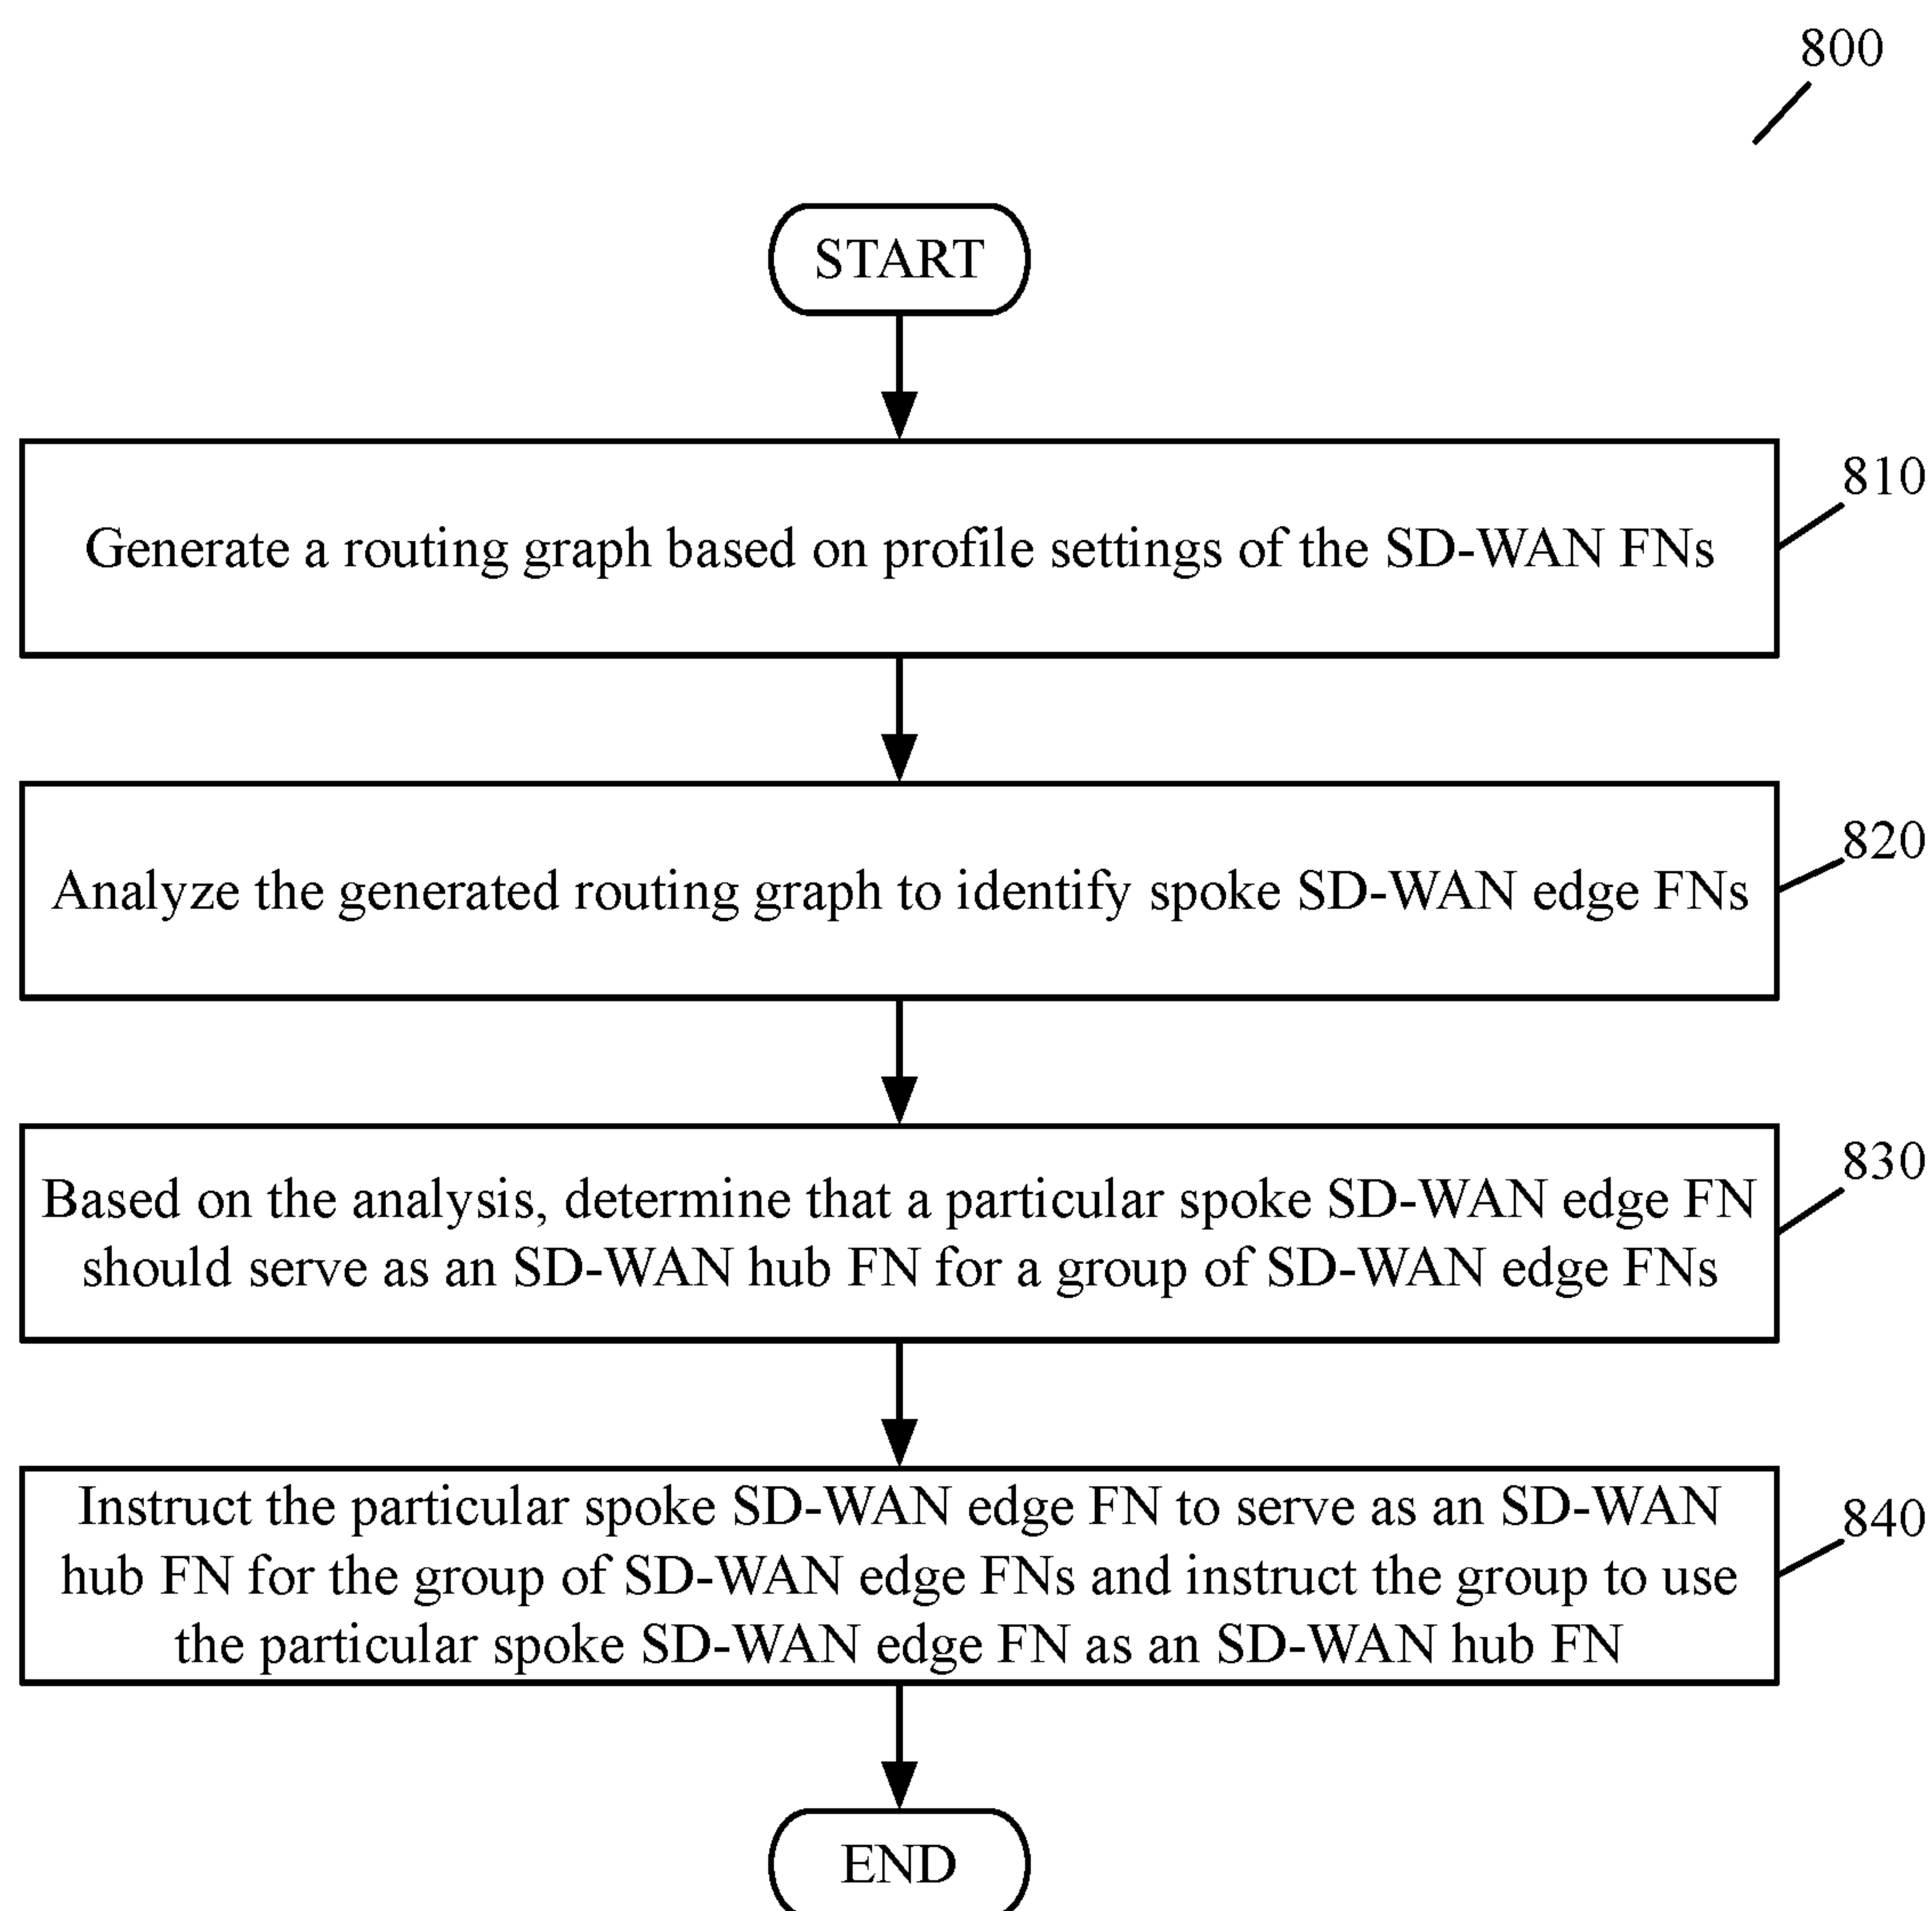 800
START
810
Generate a routing graph based on profile settings of the SD-WAN FNs
820
Analyze the generated routing graph to identify spoke SD-WAN edge FNs
830
Based on the analysis, determine that a particular spoke SD-WAN edge FN
should serve as an SD-WAN hub FN for a group of SD-WAN edge FNs
840
Instruct the particular spoke SD-WAN edge FN to serve as an SD-WAN
hub FN for the group of SD-WAN edge FNs and instruct the group to use
the particular spoke SD-WAN edge FN as an SD-WAN hub FN
END